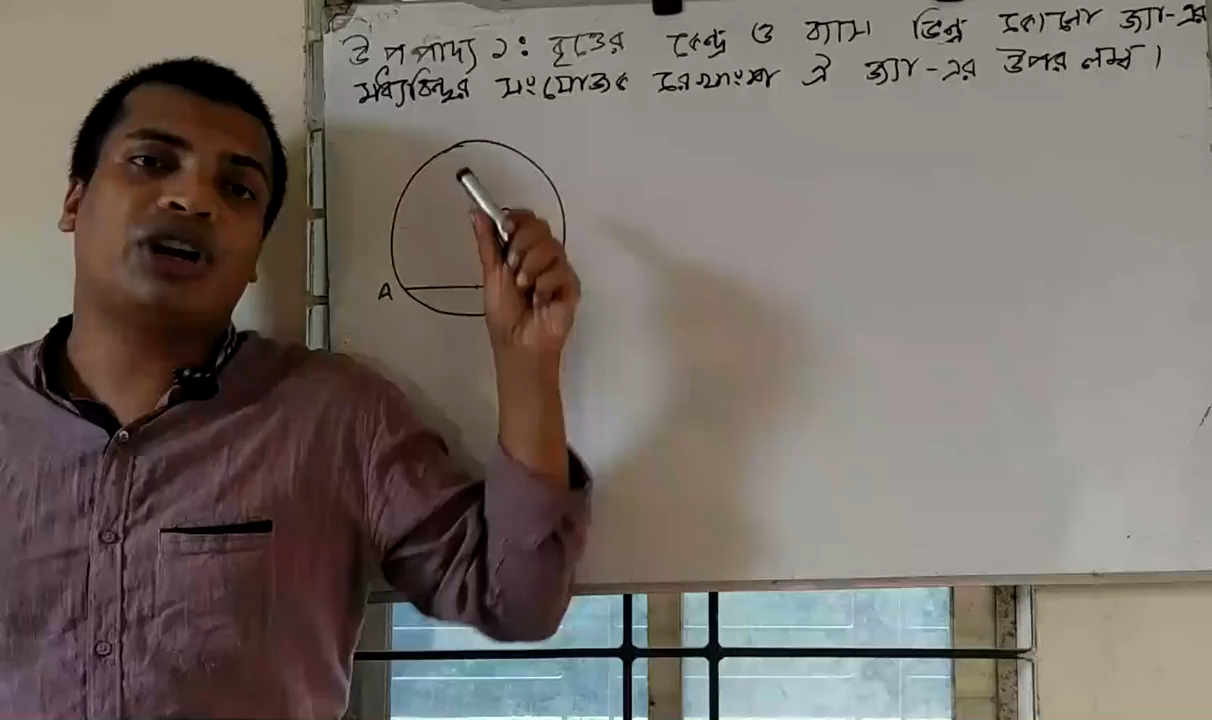 উপপাদ্য ১: বৃত্তের কেন্দ্র ও ব্যাস ভিন্ন কোনো জ্যা-এর
মধ্যবিন্দুর সংযোজক রেখাংশ ঐ জ্যা-এর উপর লম্ব।
A